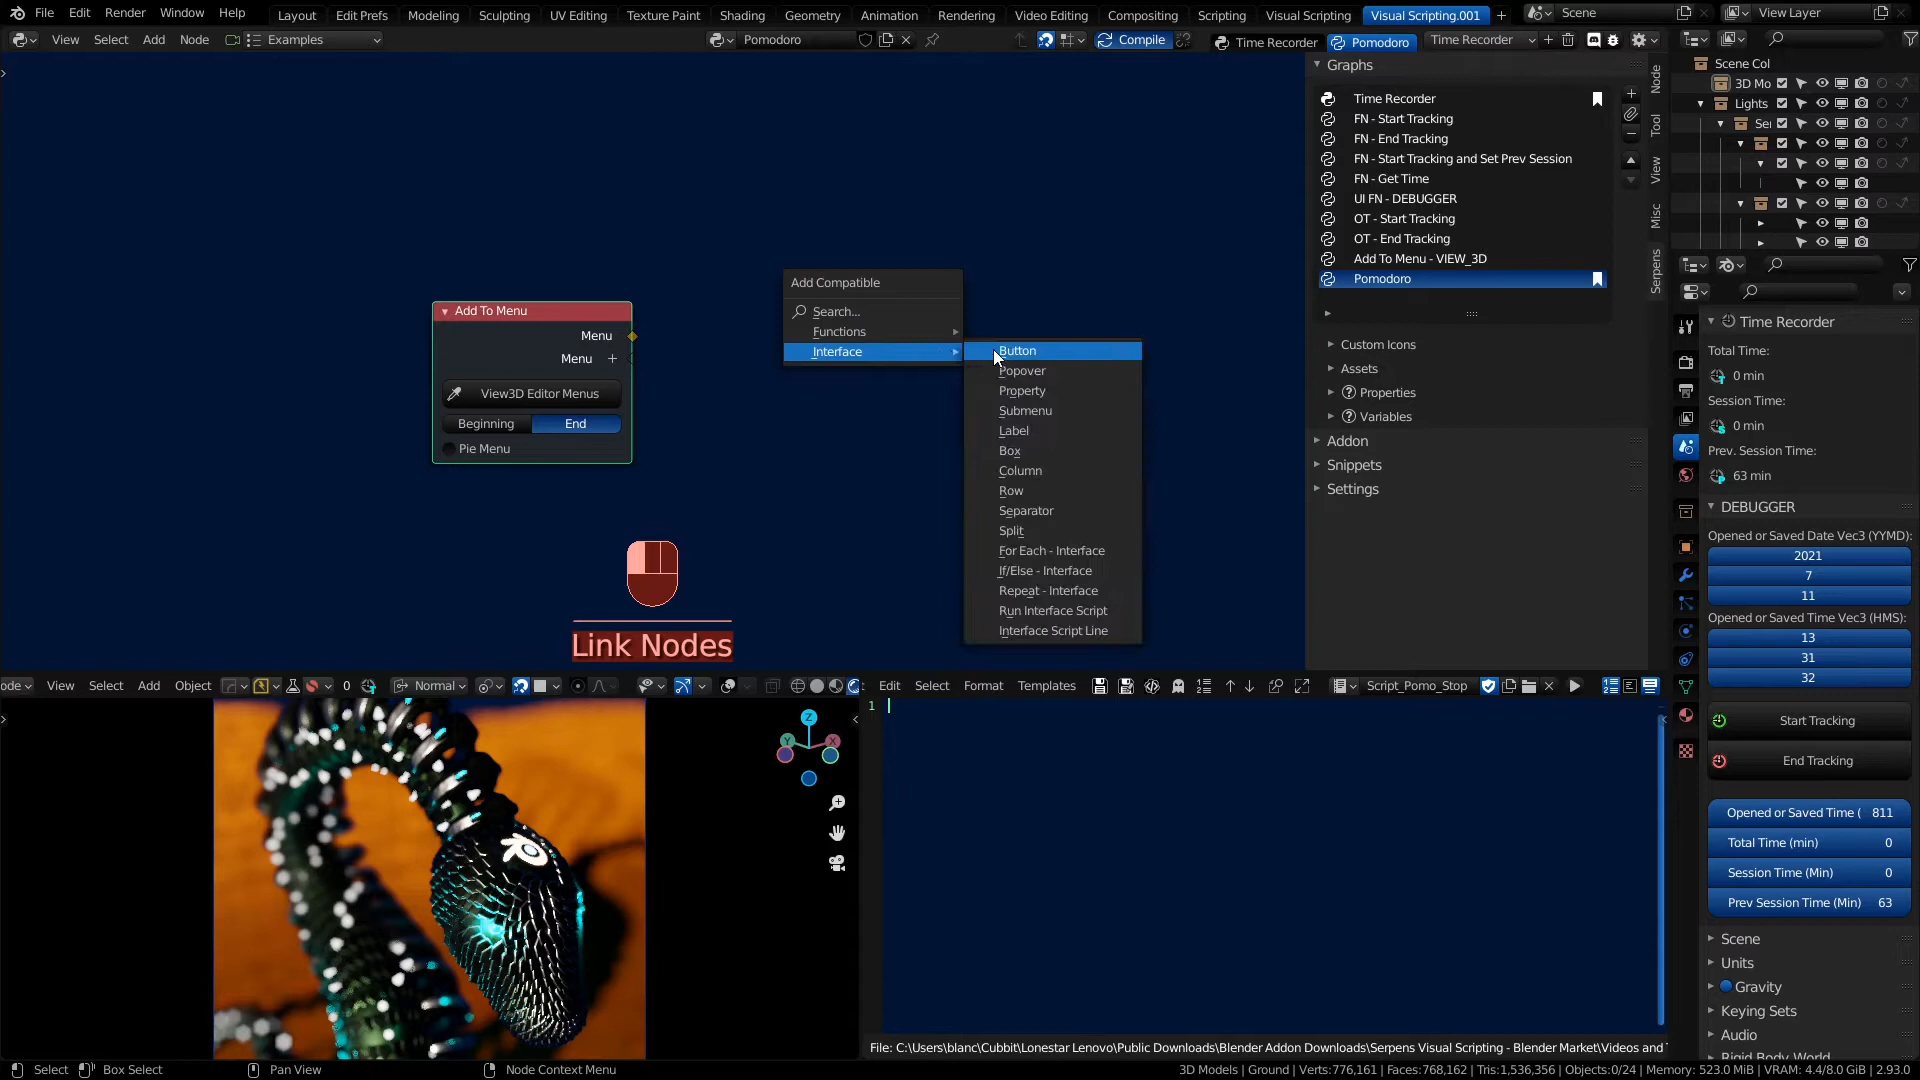 File Edit Render Window Help Layout Edit Prefs Modeling Sculpting UV Editing Texture Paint Shading Geometry Animation Rendering Video Editing Compositing Scripting Visual Scripting Visual Scripting.001 + Scene View Layer
View Select Add Node Examples Pomodoro Compile Time Recorder Pomodoro Time Recorder
Graphs
Time Recorder
FN - Start Tracking
FN - End Tracking
FN - Start Tracking and Set Prev Session
FN - Get Time
UI FN - DEBUGGER
OT - Start Tracking
OT - End Tracking
Add To Menu - VIEW_3D
Pomodoro
Custom Icons
Assets
Properties
Variables
Addon
Snippets
Settings
Node
Tool
View
Misc
Serpens
Scene Col
3D Mo
Lights
Add To Menu
Menu
Menu +
View3D Editor Menus
Beginning End
Pie Menu
Add Compatible
Search...
Functions
Interface
Button
Popover
Property
Submenu
Label
Box
Column
Row
Separator
Split
For Each - Interface
If/Else - Interface
Repeat - Interface
Run Interface Script
Interface Script Line
Link Nodes
Time Recorder
Total Time:
0 min
Session Time:
0 min
Prev. Session Time:
63 min
DEBUGGER
Opened or Saved Date Vec3 (YYMD):
2021
7
11
Opened or Saved Time Vec3 (HMS):
13
31
32
Start Tracking
End Tracking
Opened or Saved Time ( 811
Total Time (min) 0
Session Time (Min) 0
Prev Session Time (Min) 63
Scene
Units
Gravity
Keying Sets
Audio
Rigid Body World
ode View Select Add Object 0 Normal
Z
Y
X
Edit Select Format Templates Script_Pomo_Stop
1
File: C:\Users\blanc\Cubbit\Lonestar Lenovo\Public Downloads\Blender Addon Downloads\Serpens Visual Scripting - Blender Market\Videos and
Select Box Select Pan View Node Context Menu 3D Models | Ground | Verts:776,161 | Faces:768,162 | Tris:1,536,356 | Objects:0/24 | Memory: 523.0 MiB | VRAM: 4.4/8.0 GiB | 2.93.0